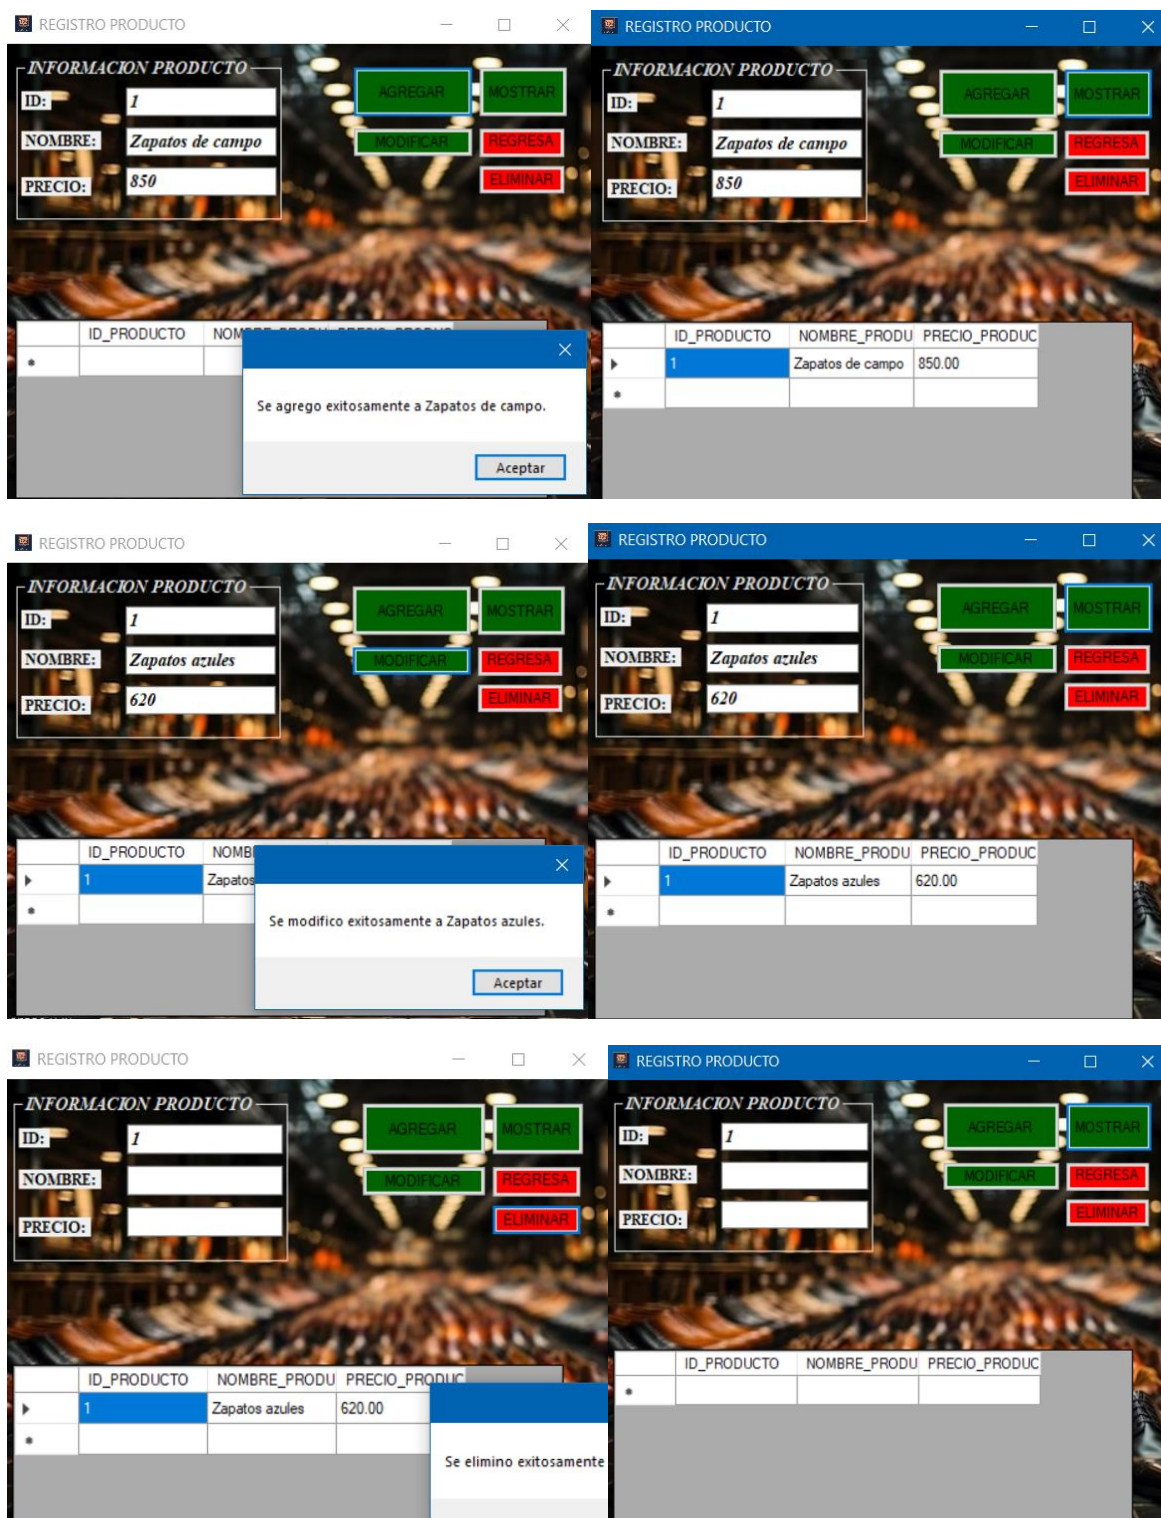 REGISTRO PRODUCTO
INFORMACION PRODUCTO
ID: 1
AGREGAR MOSTRAR
NOMBRE: Zapatos de campo
MODIFICAR REGRESA
PRECIO: 850
ELIMINAR
ID_PRODUCTO
Se agrego exitosamente a Zapatos de campo.
Aceptar
REGISTRO PRODUCTO
INFORMACION PRODUCTO
ID: 1
AGREGAR MOSTRAR
NOMBRE: Zapatos de campo
MODIFICAR REGRESA
PRECIO: 850
ELIMINAR
ID_PRODUCTO NOMBRE_PRODU PRECIO_PRODUC
1 Zapatos de campo 850.00
REGISTRO PRODUCTO
INFORMACION PRODUCTO
ID: 1
AGREGAR MOSTRAR
NOMBRE: Zapatos azules
MODIFICAR REGRESA
PRECIO: 620
ELIMINAR
ID_PRODUCTO NOMB
1 Zapatos
Se modifico exitosamente a Zapatos azules.
Aceptar
REGISTRO PRODUCTO
INFORMACION PRODUCTO
ID: 1
AGREGAR MOSTRAR
NOMBRE: Zapatos azules
MODIFICAR REGRESA
PRECIO: 620
ELIMINAR
ID_PRODUCTO NOMBRE_PRODU PRECIO_PRODUC
1 Zapatos azules 620.00
REGISTRO PRODUCTO
INFORMACION PRODUCTO
ID: 1
AGREGAR MOSTRAR
NOMBRE:
MODIFICAR REGRESA
PRECIO:
ELIMINAR
ID_PRODUCTO NOMBRE_PRODU PRECIO_PRODUC
1 Zapatos azules 620.00
Se elimino exitosamente
REGISTRO PRODUCTO
INFORMACION PRODUCTO
ID: 1
AGREGAR MOSTRAR
NOMBRE:
MODIFICAR REGRESA
PRECIO:
ELIMINAR
ID_PRODUCTO NOMBRE_PRODU PRECIO_PRODUC